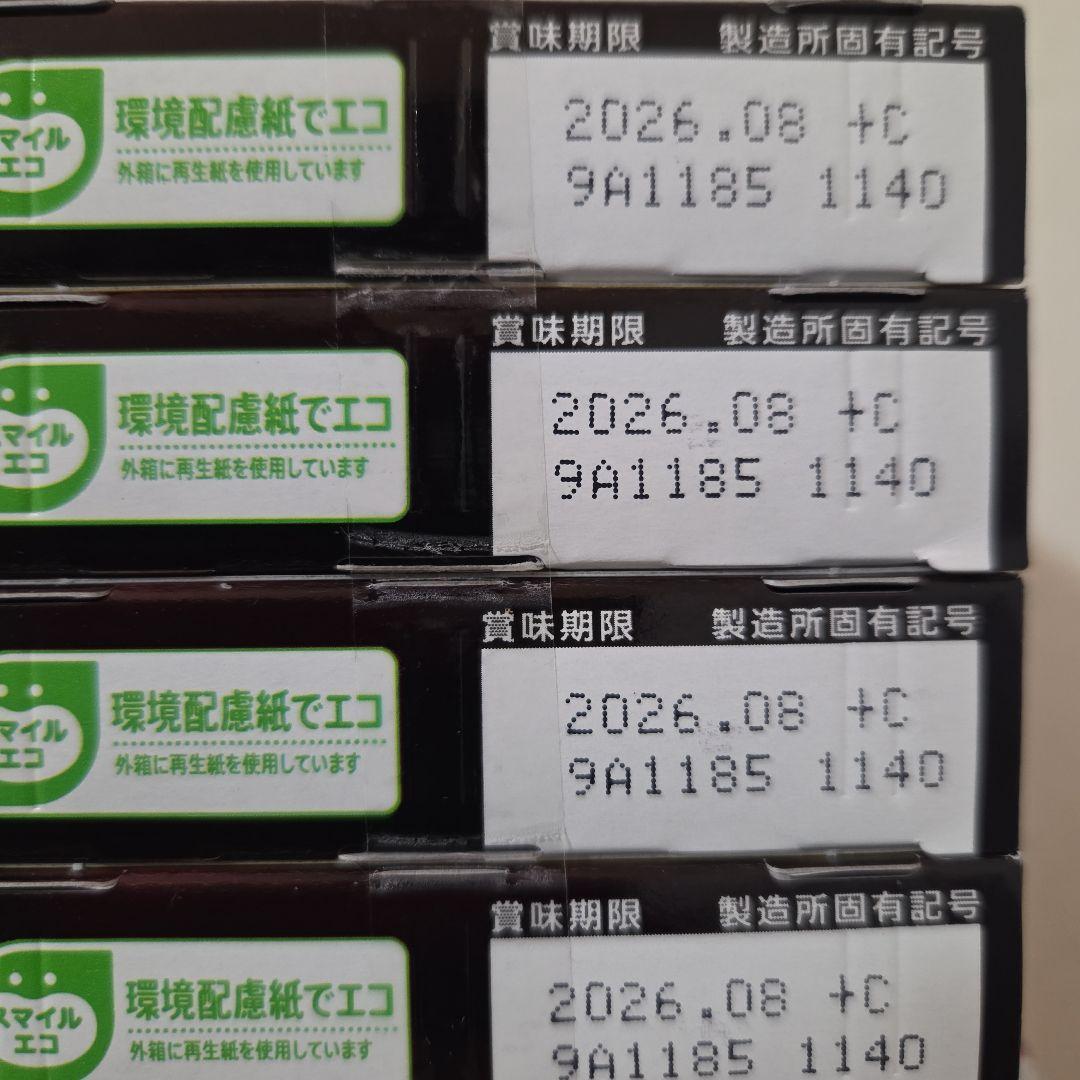 賞味期限 製造所固有記号
マイル
エコ
環境配慮紙でエコ
外箱に再生紙を使用しています
2026.08 +C
9A1185 1140
賞味期限 製造所固有記号
スマイル
エコ
環境配慮紙でエコ
外箱に再生紙を使用しています
2026.08 +C
9A1185 1140
賞味期限 製造所固有記号
マイル
エコ
環境配慮紙でエコ
外箱に再生紙を使用しています
2026.08 +C
9A1185 1140
賞味期限 製造所固有記号
スマイル
エコ
環境配慮紙でエコ
外箱に再生紙を使用しています
2026.08 +C
9A1185 1140